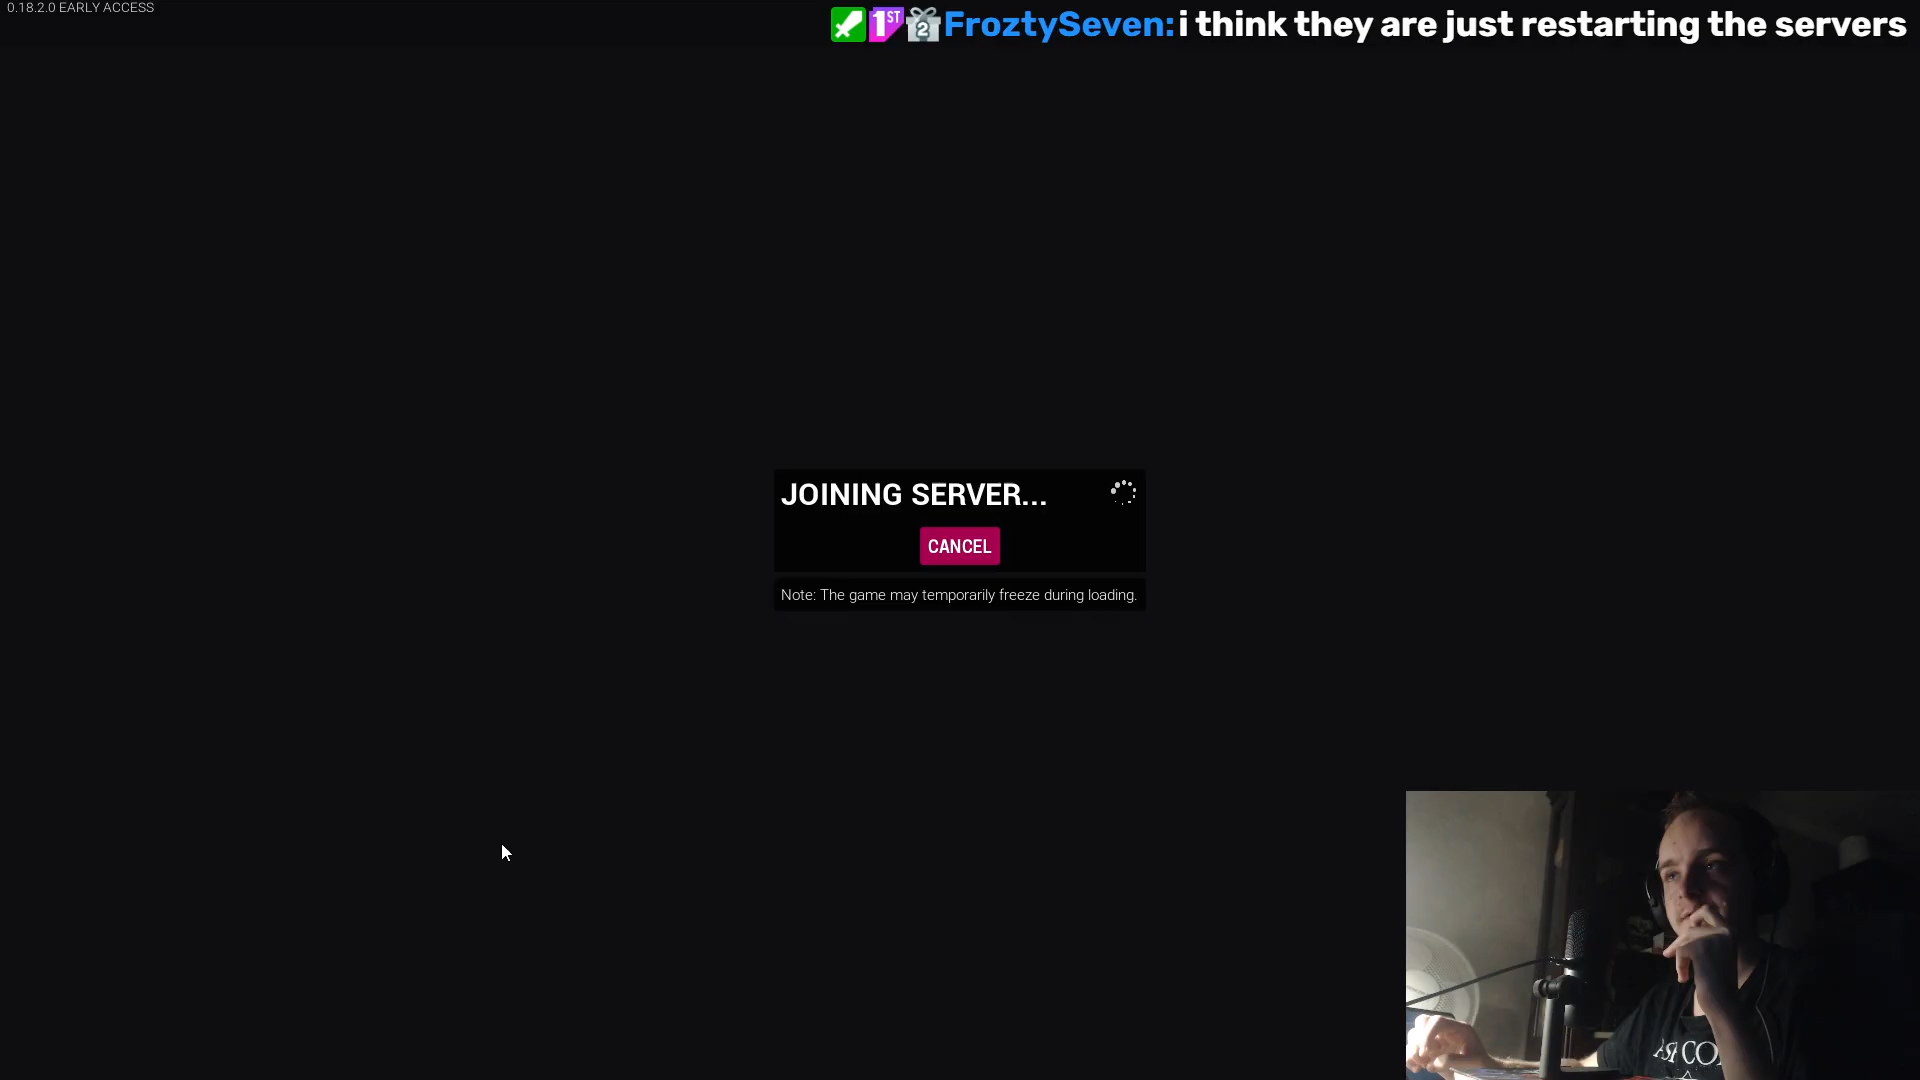 0.18.2.0 EARLY ACCESS
1ST 2 FroztySeven: i think they are just restarting the servers
JOINING SERVER...
CANCEL
Note: The game may temporarily freeze during loading.